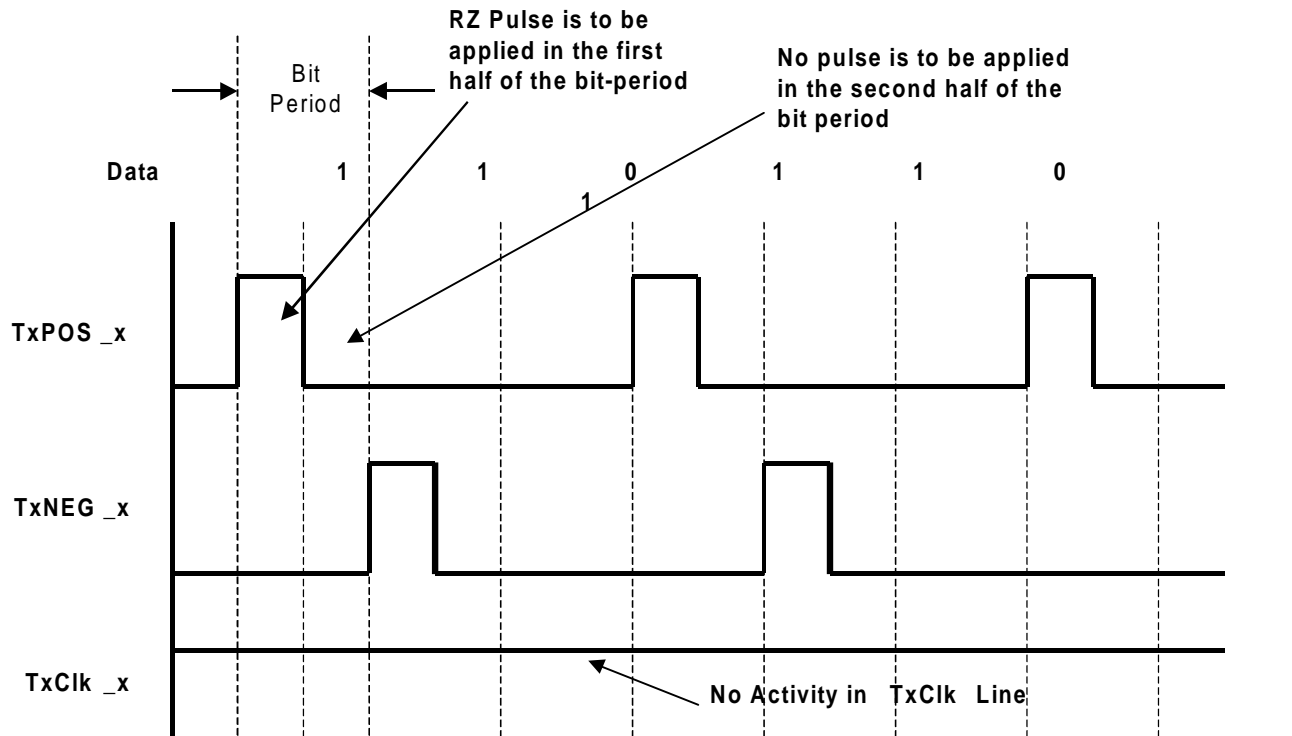 RZ Pulse is to be
applied in the first
half of the bit-period
No pulse is to be applied
in the second half of the
bit period
Bit
Period
Data 1 1 0 1 1 0
1
TxPOS _x
TxNEG _x
TxClk _x
No Activity in TxClk Line